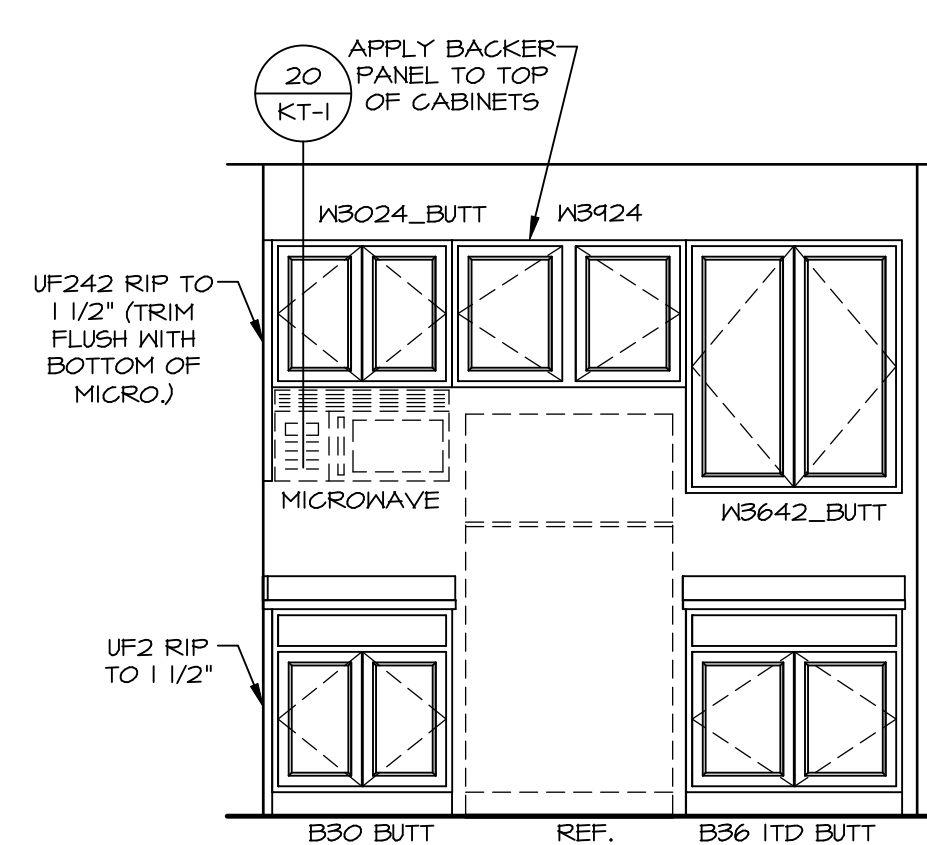 20
KT-1
APPLY BACKER
PANEL TO TOP
OF CABINETS
W3024_BUTT
W3924
UF242 RIP TO
1 1/2" (TRIM
FLUSH WITH
BOTTOM OF
MICRO.)
MICROWAVE
W3642_BUTT
UF2 RIP
TO 1 1/2"
B30 BUTT
REF.
B36 1TD BUTT